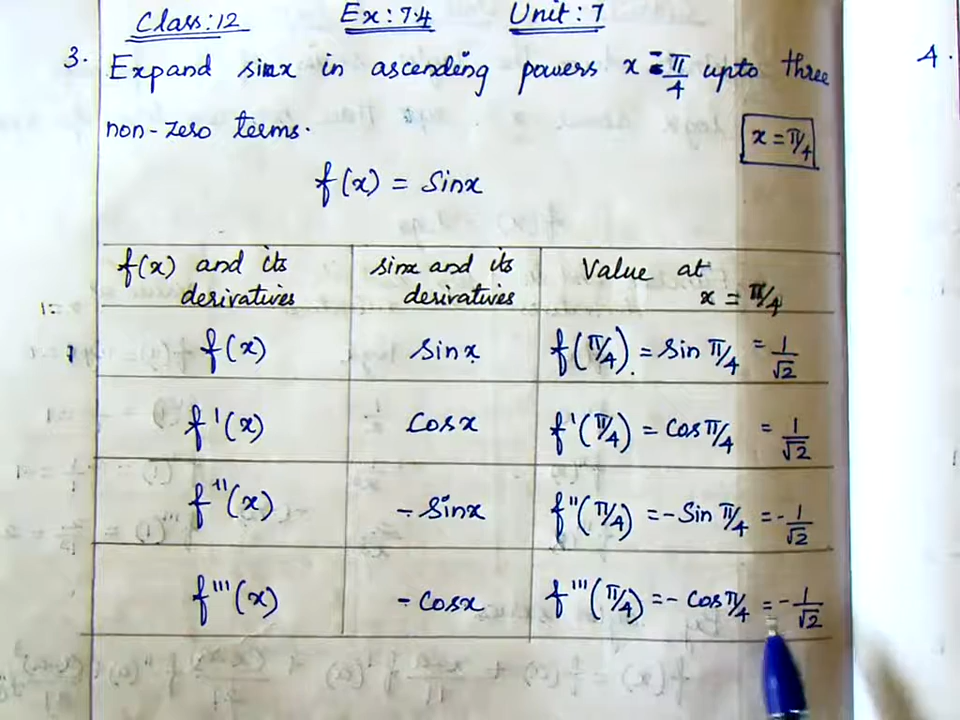 Class:12 Ex:7.4 Unit:7
3. Expand sinx in ascending powers x - π/4 upto three 4.
non-zero terms. x = π/4
f(x) = sinx
f(x) and its derivatives sinx and its derivatives Value at x = π/4
f(x) sinx f(π/4) = sin π/4 = 1/√2
f'(x) cosx f'(π/4) = cos π/4 = 1/√2
f''(x) - sinx f''(π/4) = - sin π/4 = - 1/√2
f'''(x) - cosx f'''(π/4) = - cos π/4 = - 1/√2